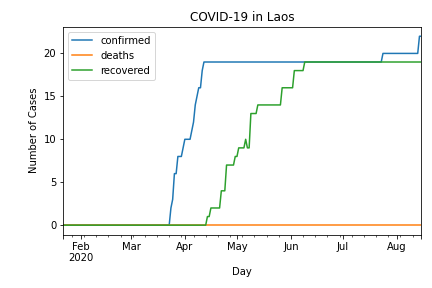 COVID-19 in Laos
confirmed
deaths
recovered
Number of Cases
20
15
10
5
0
Feb Mar Apr May Jun Jul Aug
2020
Day